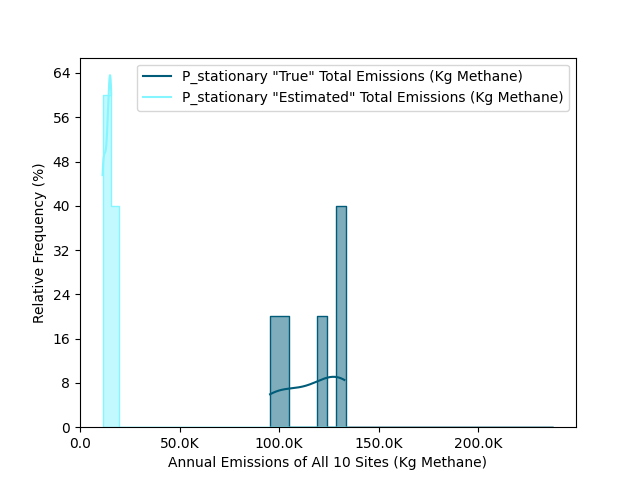 P_stationary "True" Total Emissions (Kg Methane)
P_stationary "Estimated" Total Emissions (Kg Methane)
64
56
48
40
32
24
16
8
0
Relative Frequency (%)
0.0 50.0K 100.0K 150.0K 200.0K
Annual Emissions of All 10 Sites (Kg Methane)